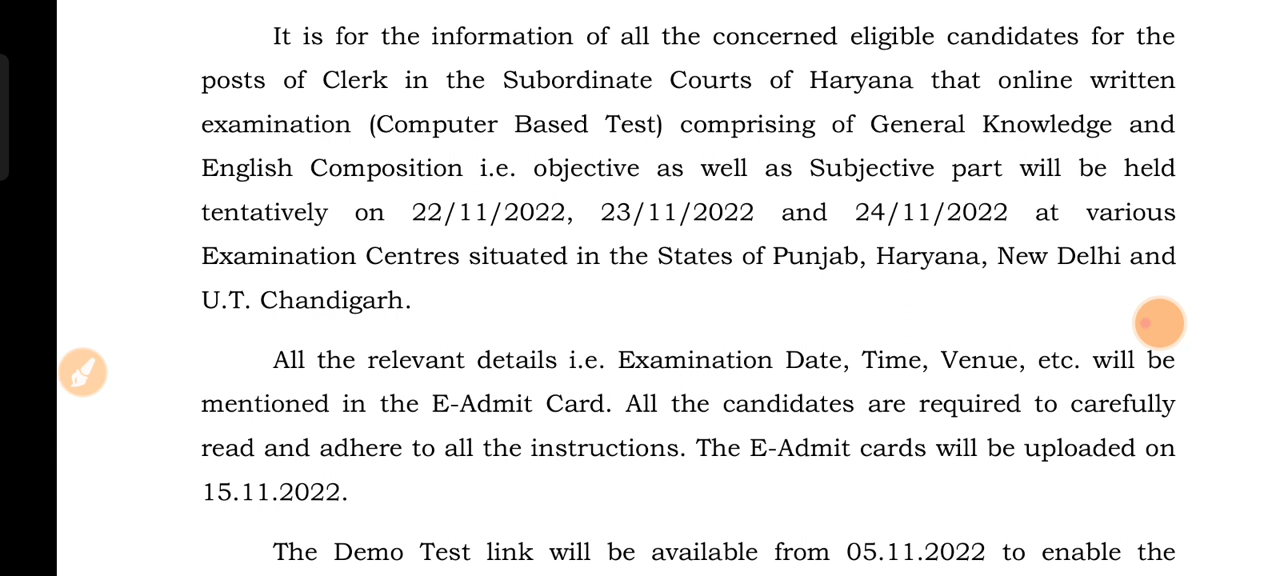 It is for the information of all the concerned eligible candidates for the
posts of Clerk in the Subordinate Courts of Haryana that online written
examination (Computer Based Test) comprising of General Knowledge and
English Composition i.e. objective as well as Subjective part will be held
tentatively on 22/11/2022, 23/11/2022 and 24/11/2022 at various
Examination Centres situated in the States of Punjab, Haryana, New Delhi and
U.T. Chandigarh.
All the relevant details i.e. Examination Date, Time, Venue, etc. will be
mentioned in the E-Admit Card. All the candidates are required to carefully
read and adhere to all the instructions. The E-Admit cards will be uploaded on
15.11.2022.
The Demo Test link will be available from 05.11.2022 to enable the